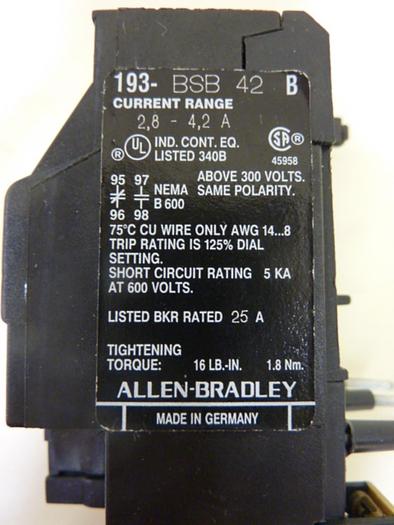 193- BSB 42 B
CURRENT RANGE
2,8 - 4,2 A
® UL IND. CONT. EQ. SA ®
LISTED 340B 45958
95 97 ABOVE 300 VOLTS.
NEMA SAME POLARITY.
B 600
96 98
75°C CU WIRE ONLY AWG 14...8
TRIP RATING IS 125% DIAL
SETTING.
SHORT CIRCUIT RATING 5 KA
AT 600 VOLTS.
LISTED BKR RATED 25 A
TIGHTENING
TORQUE: 16 LB.-IN. 1.8 Nm.
ALLEN-BRADLEY
MADE IN GERMANY